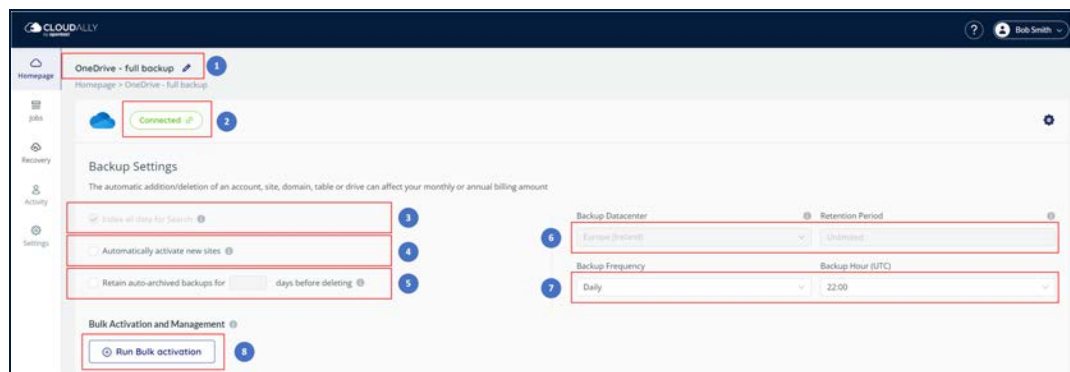 CLOUDALLY
by opentext
?
Bob Smith
Homepage
Jobs
Recovery
Activity
Settings
OneDrive - full backup
1
Homepage > OneDrive - full backup
Connected
2
Backup Settings
The automatic addition/deletion of an account, site, domain, table or drive can affect your monthly or annual billing amount
Index all data for Search
3
Automatically activate new sites
4
Retain auto-archived backups for days before deleting
5
Backup Datacenter
Retention Period
6
Europe (Ireland)
Unlimited
Backup Frequency
Backup Hour (UTC)
7
Daily
22:00
Bulk Activation and Management
Run Bulk activation
8